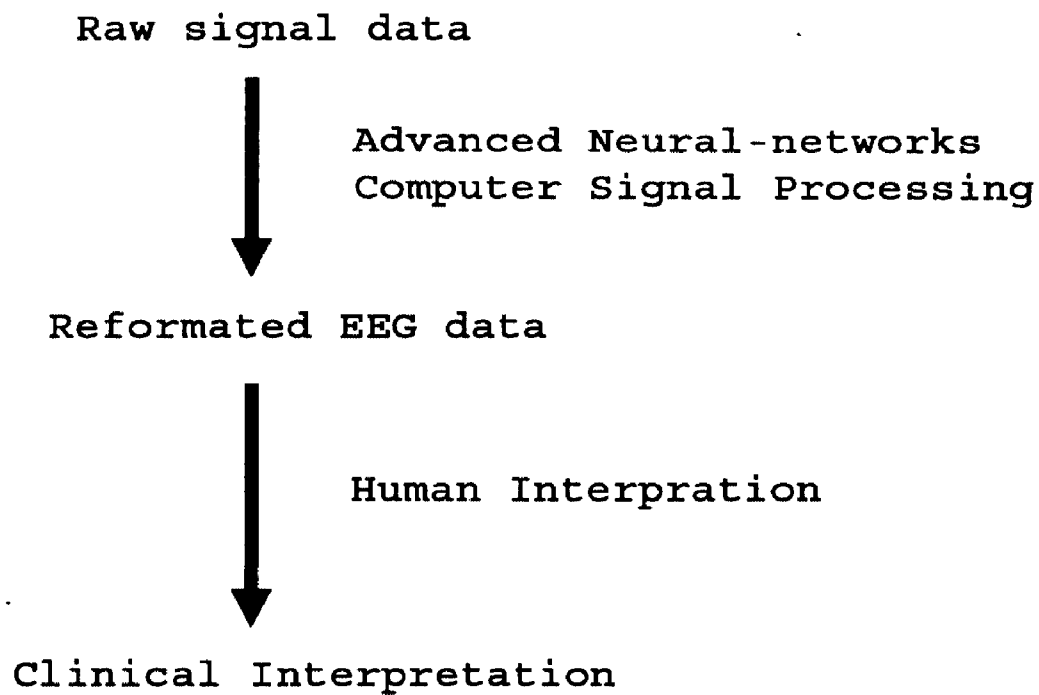 Raw signal data
Advanced Neural-networks
Computer Signal Processing
Reformated EEG data
Human Interpration
Clinical Interpretation